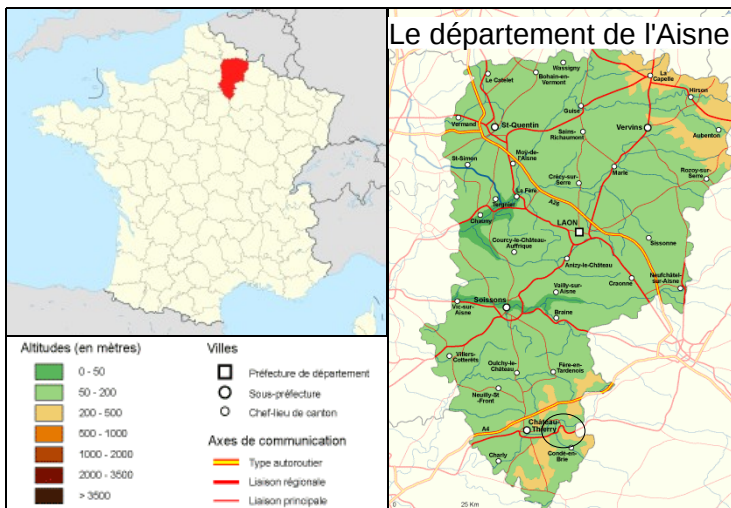 Le département de l'Aisne
Wassigny
Le Catelet
Bohain-en-
Vermont
La
Capelle
Hirson
Guise
Vermand
St-Quentin
Sains-
Richaumont
Vervins
Aubenton
Moÿ-de-
l'Aisne
St-Simon
Crécy-sur-
Serre
Marle
Rozoy-sur-
Serre
La Fère
Tergnier
A26
Chauny
LAON
Courcy-le-Château-
Auffrique
Sissonne
Anizy-le-Château
Neufchâtel-
sur-Aisne
Craonne
Vailly-sur-
Aisne
Vic-sur-
Aisne
Soissons
Braine
Villers-
Cotterêts
Oulchy-le-
Château
Fère-en-
Tardenois
Neuilly-St
-Front
Château-
Thierry
A4
Charly
Condé-en-
Brie
0
25 Km
Altitudes (en mètres)
0 - 50
50 - 200
200 - 500
500 - 1000
1000 - 2000
2000 - 3500
> 3500
Villes
Préfecture de département
Sous-préfecture
Chef-lieu de canton
Axes de communication
Type autoroutier
Liaison régionale
Liaison principale